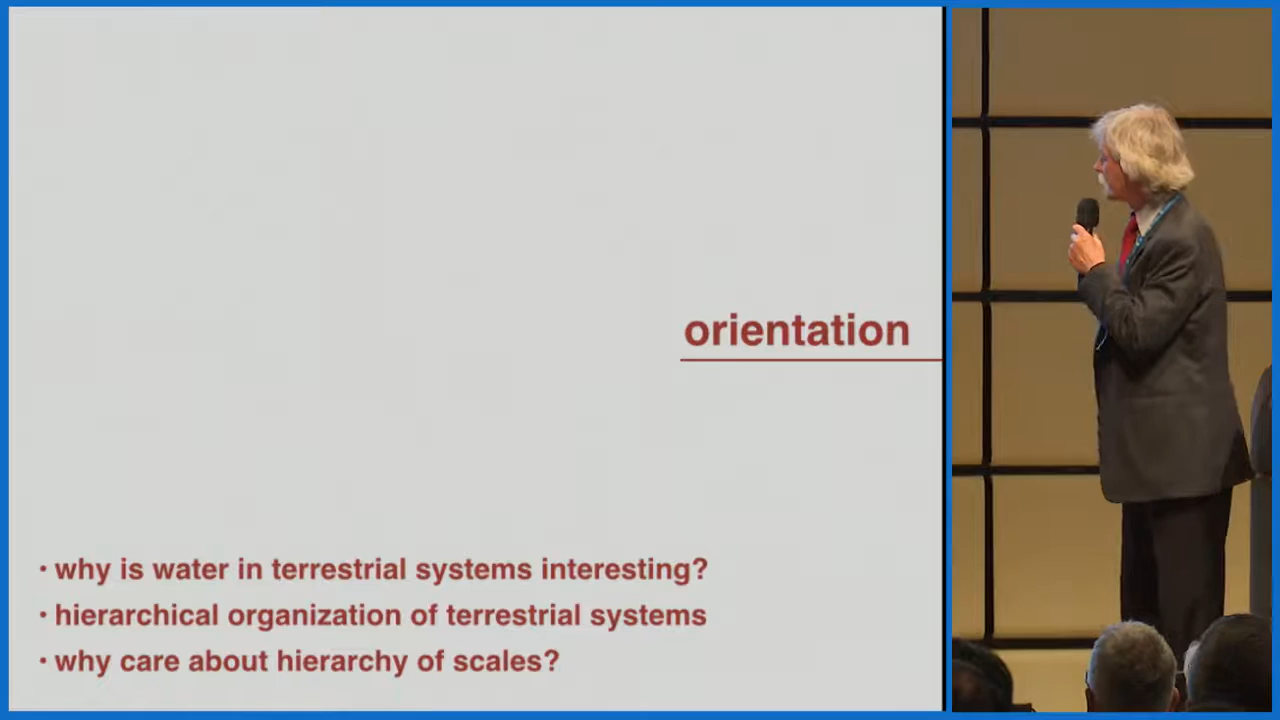 orientation
• why is water in terrestrial systems interesting?
• hierarchical organization of terrestrial systems
• why care about hierarchy of scales?